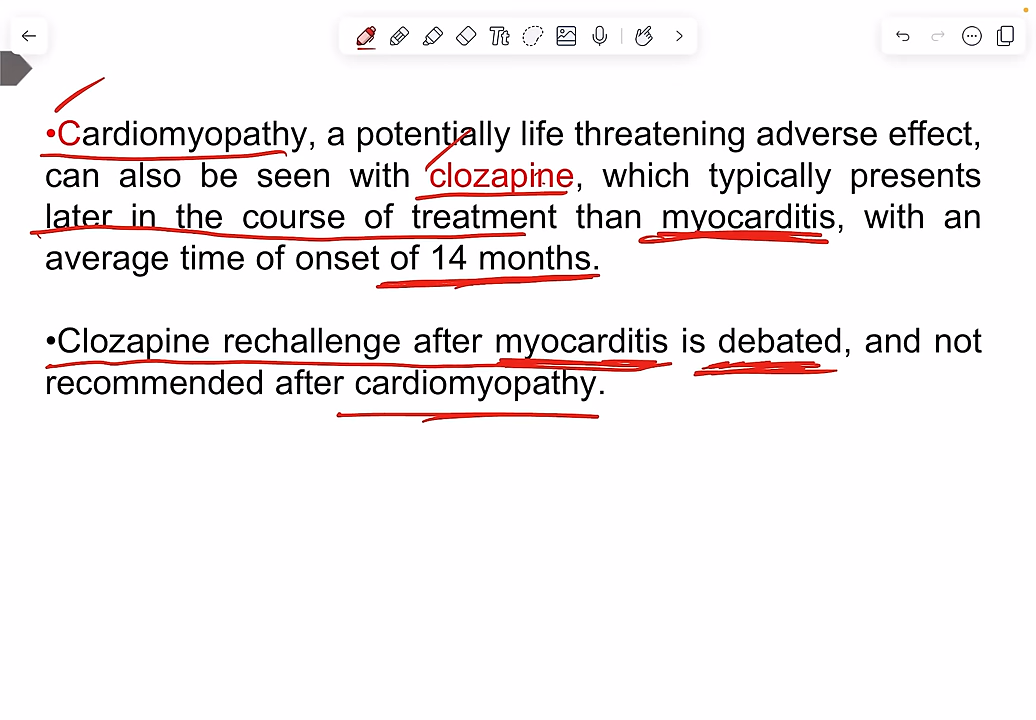 Tt
•Cardiomyopathy, a potentially life threatening adverse effect,
can also be seen with clozapine, which typically presents
later in the course of treatment than myocarditis, with an
average time of onset of 14 months.
•Clozapine rechallenge after myocarditis is debated, and not
recommended after cardiomyopathy.